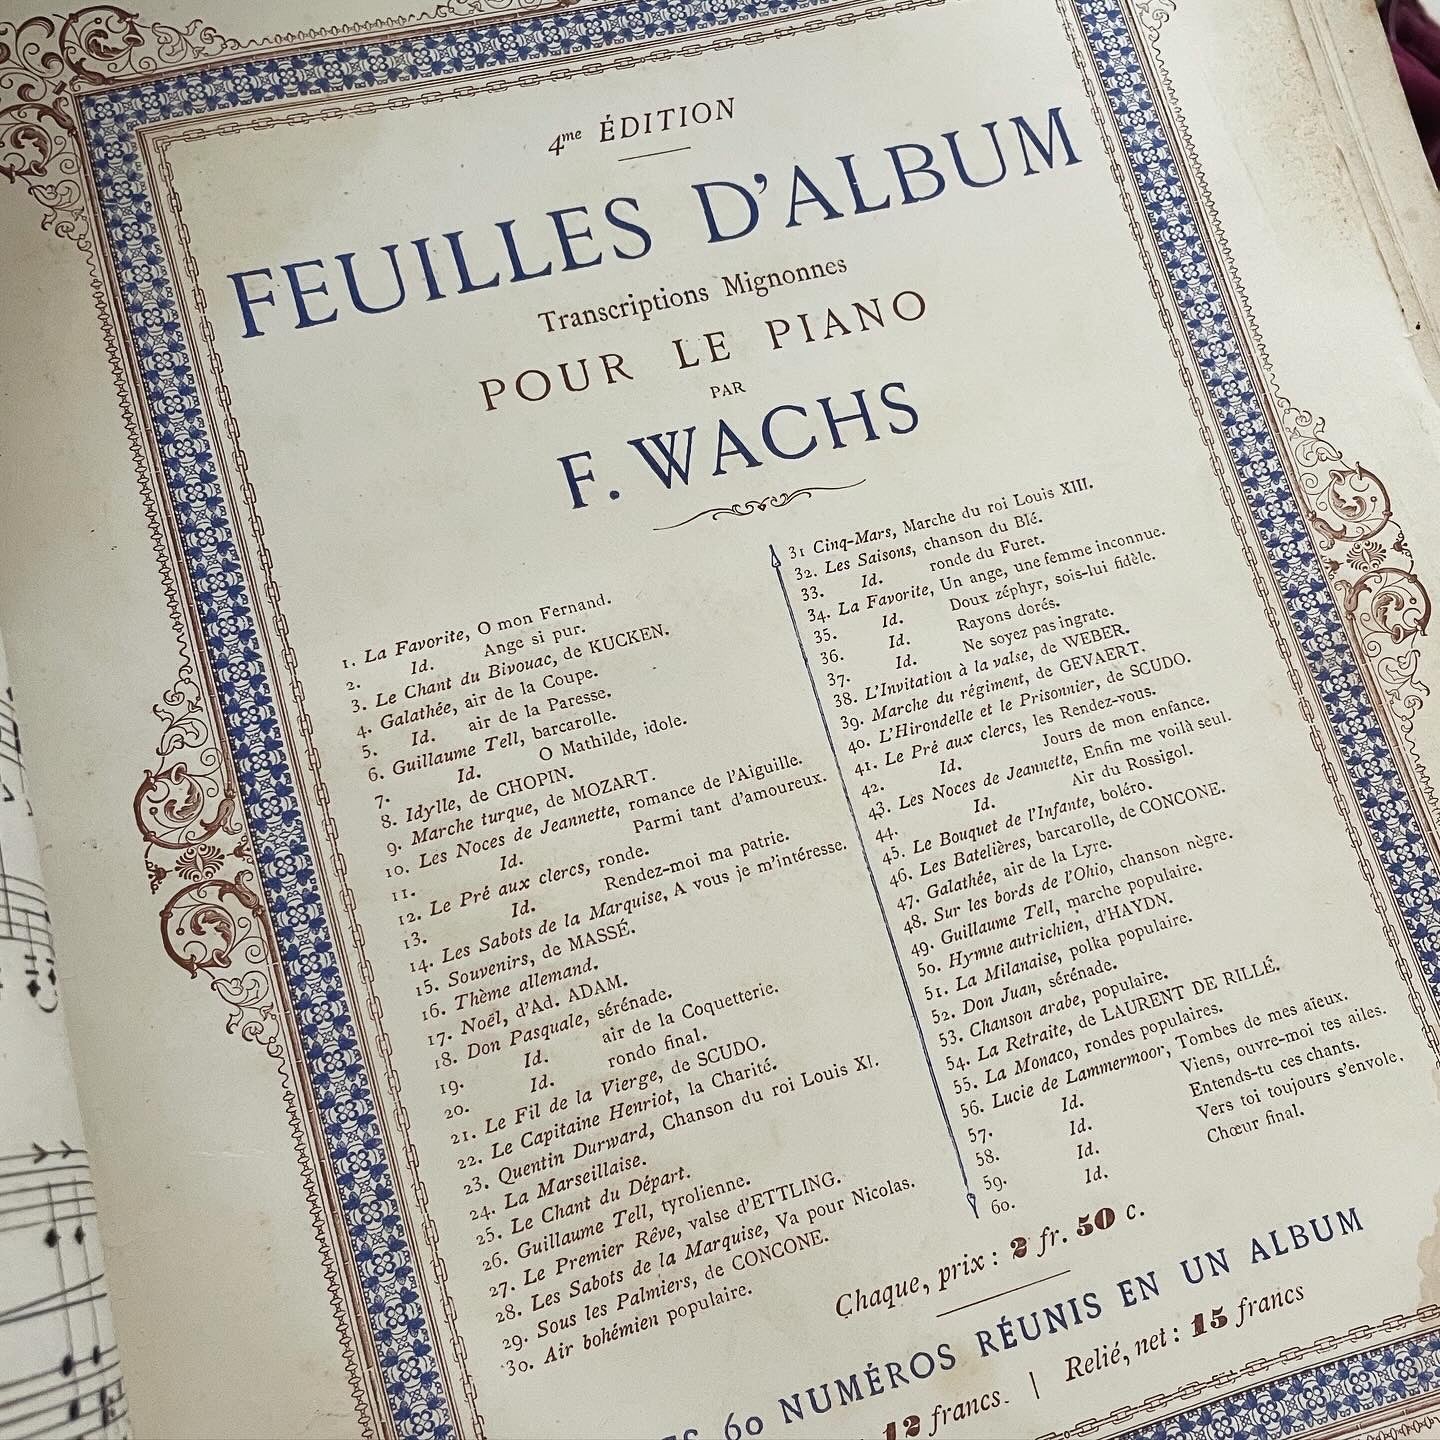 4me ÉDITION
FEUILLES D'ALBUM
Transcriptions Mignonnes
POUR LE PIANO
PAR
F. WACHS
1. La Favorite, O mon Fernand.
2. Id. Ange si pur.
3. Le Chant du Bivouac, de KUCKEN.
4. Galathée, air de la Coupe.
5. Id. air de la Paresse.
6. Guillaume Tell, barcarolle.
7. Id. O Mathilde, idole.
8. Idylle, de CHOPIN.
9. Marche turque, de MOZART.
10. Les Noces de Jeannette, romance de l'Aiguille.
11. Id. Parmi tant d'amoureux.
12. Le Pré aux clercs, ronde.
13. Id. Rendez-moi ma patrie.
14. Les Sabots de la Marquise, A vous je m'intéresse.
15. Souvenirs, de MASSÉ.
16. Thème allemand.
17. Noël, d'Ad. ADAM.
18. Don Pasquale, sérénade.
19. Id. air de la Coquetterie.
20. Id. rondo final.
21. Le Fil de la Vierge, de SCUDO.
22. Le Capitaine Henriot, la Charité.
23. Quentin Durward, Chanson du roi Louis XI.
24. La Marseillaise.
25. Le Chant du Départ.
26. Guillaume Tell, tyrolienne.
27. Le Premier Rêve, valse d'ETTLING.
28. Les Sabots de la Marquise, Va pour Nicolas.
29. Sous les Palmiers, de CONCONE.
30. Air bohémien populaire.
31 Cinq-Mars, Marche du roi Louis XIII.
32. Les Saisons, chanson du Blé.
33. Id. ronde du Furet.
34. La Favorite, Un ange, une femme inconnue.
35. Id. Doux zéphyr, sois-lui fidèle.
36. Id. Rayons dorés.
37. Id. Ne soyez pas ingrate.
38. L'Invitation à la valse, de WEBER.
39. Marche du régiment, de GEVAERT.
40. L'Hirondelle et le Prisonnier, de SCUDO.
41. Le Pré aux clercs, les Rendez-vous.
42. Id. Jours de mon enfance.
43. Les Noces de Jeannette, Enfin me voilà seul.
44. Id. Air du Rossignol.
45. Le Bouquet de l'Infante, boléro.
46. Les Batelières, barcarolle, de CONCONE.
47. Galathée, air de la Lyre.
48. Sur les bords de l'Ohio, chanson nègre.
49. Guillaume Tell, marche populaire.
50. Hymne autrichien, d'HAYDN.
51. La Milanaise, polka populaire.
52. Don Juan, sérénade.
53. Chanson arabe, populaire.
54. La Retraite, de LAURENT DE RILLÉ.
55. La Monaco, rondes populaires.
56. Lucie de Lammermoor, Tombes de mes aïeux.
57. Id. Viens, ouvre-moi tes ailes.
58. Id. Entends-tu ces chants.
59. Id. Vers toi toujours s'envole.
60. Id. Chœur final.
Chaque, prix : 2 fr. 50 c.
60 NUMÉROS RÉUNIS EN UN ALBUM
12 francs. | Relié, net : 15 francs